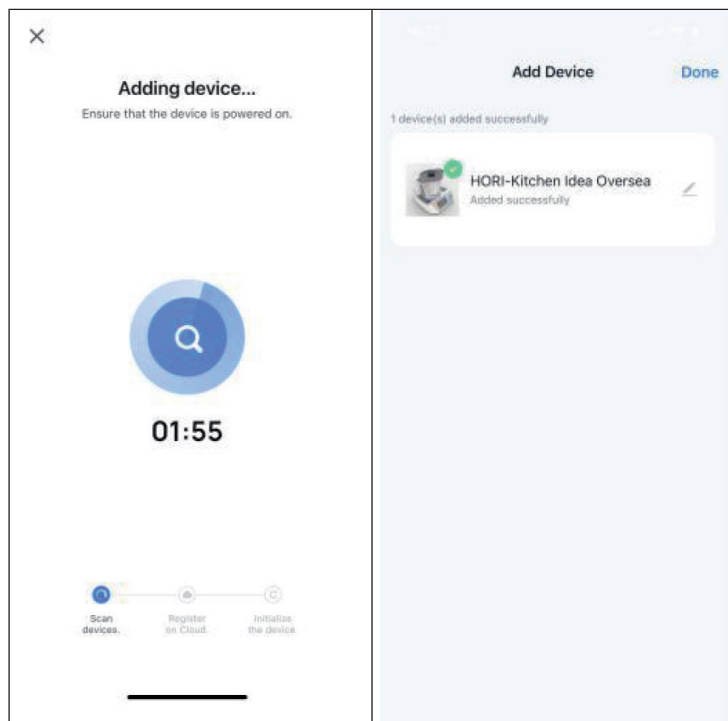 Adding device...
Ensure that the device is powered on.
01:55
Scan
devices.
Register
on Cloud.
Initialize
the device.
Add Device
Done
1 device(s) added successfully
HORI-Kitchen Idea Oversea
Added successfully